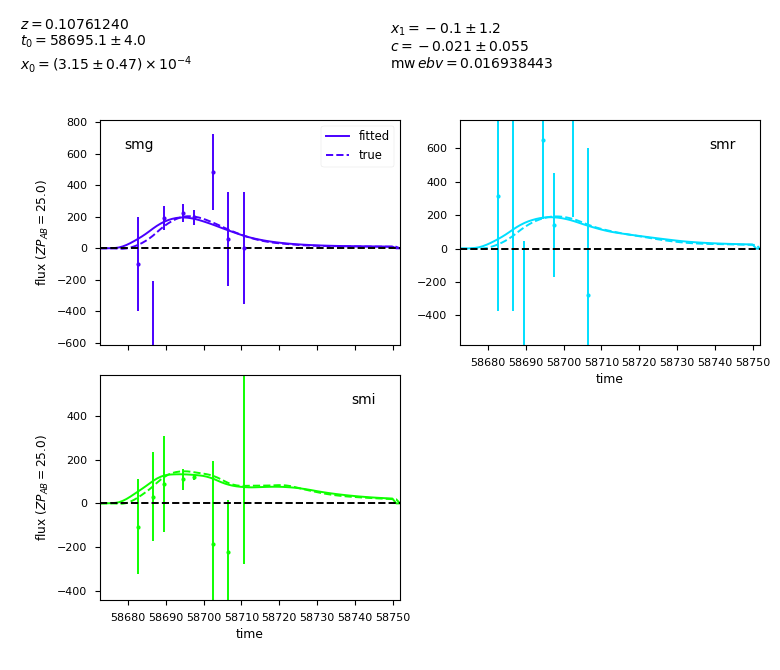 z = 0.10761240
t₀ = 58695.1 ± 4.0
x₀ = (3.15 ± 0.47) × 10⁻⁴
x₁ = −0.1 ± 1.2
c = −0.021 ± 0.055
mw ebv = 0.016938443
800
600
400
200
0
−200
−400
−600
flux (ZP_AB = 25.0)
smg
fitted
true
600
400
200
0
−200
−400
smr
58680 58690 58700 58710 58720 58730 58740 58750
time
400
200
0
−200
−400
flux (ZP_AB = 25.0)
smi
58680 58690 58700 58710 58720 58730 58740 58750
time